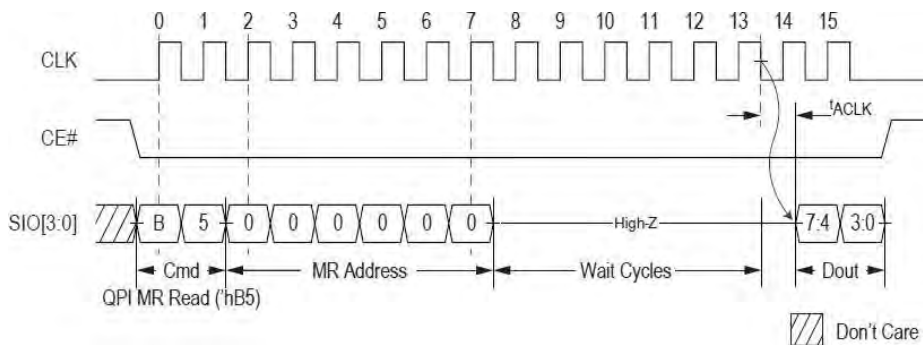 0 1 2 3 4 5 6 7 8 9 10 11 12 13 14 15
CLK
tACLK
CE#
SIO[3:0] B 5 0 0 0 0 0 0 High-Z 7:4 3:0
Cmd MR Address Wait Cycles Dout
QPI MR Read ('hB5)
Don't Care